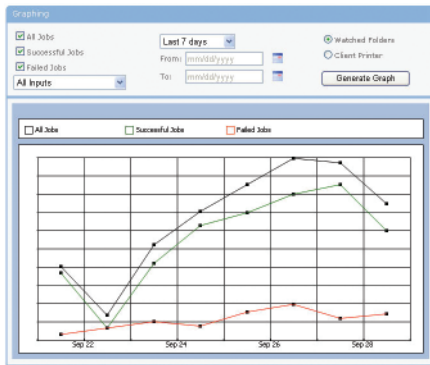 Graphing
All Jobs
Successful Jobs
Failed Jobs
All Inputs
Last 7 days
From: mm/dd/yyyy
To: mm/dd/yyyy
Watched Folders
Client Printer
Generate Graph
All Jobs Successful Jobs Failed Jobs
Sep 22 Sep 24 Sep 26 Sep 28